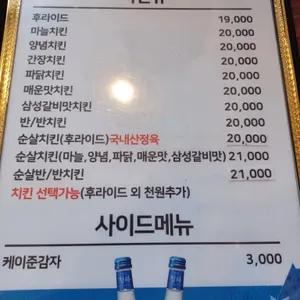 후라이드 19,000
마늘치킨 20,000
양념치킨 20,000
간장치킨 20,000
파닭치킨 20,000
매운맛치킨 20,000
삼성갈비맛치킨 20,000
반/반치킨 20,000
순살치킨(후라이드)국내산정육 20,000
순살치킨(마늘,양념,파닭,매운맛,삼성갈비맛) 21,000
순살반/반치킨 21,000
치킨 선택가능(후라이드 외 천원추가)
사이드메뉴
케이준감자 3,000